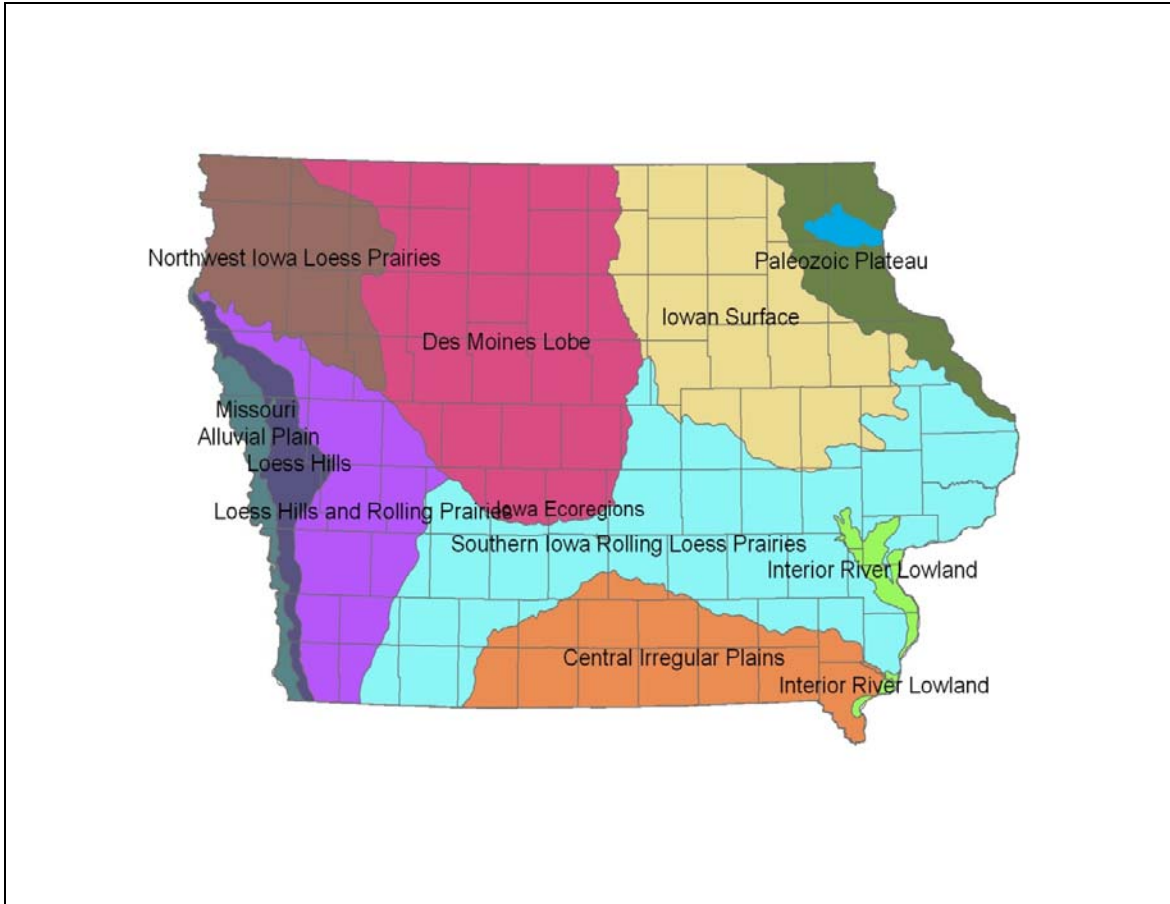 Northwest Iowa Loess Prairies
Paleozoic Plateau
Iowan Surface
Des Moines Lobe
Missouri
Alluvial Plain
Loess Hills
Loess Hills and Rolling Prairies
Iowa Ecoregions
Southern Iowa Rolling Loess Prairies
Interior River Lowland
Central Irregular Plains
Interior River Lowland